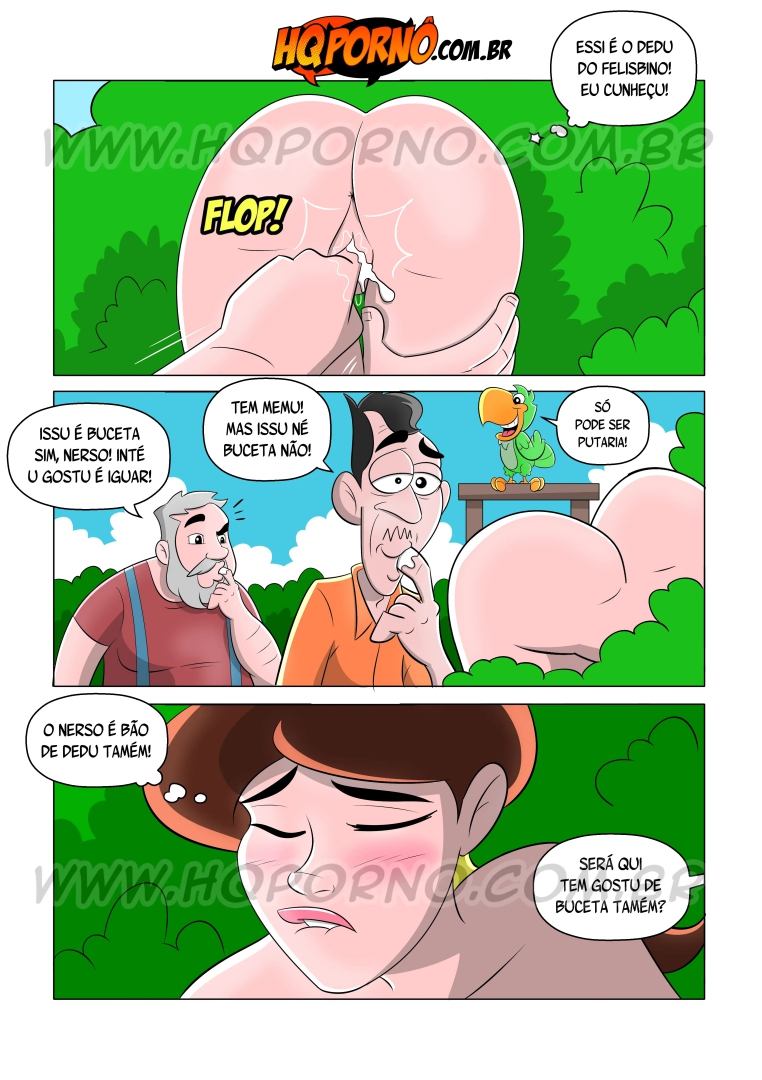 HQPORNÔ.COM.BR
ESSI É O DEDU
DO FELISBINO!
EU CUNHEÇU!
WWW.HQPORNO.COM.BR
FLOP!
ISSU É BUCETA
SIM, NERSO! INTÉ
U GOSTU É IGUAR!
TEM MEMU!
MAS ISSU NÉ
BUCETA NÃO!
SÓ
PODE SER
PUTARIA!
O NERSO É BÃO
DE DEDU TAMÉM!
WWW.HQPORNO.COM.BR
SERÁ QUI
TEM GOSTU DE
BUCETA TAMÉM?